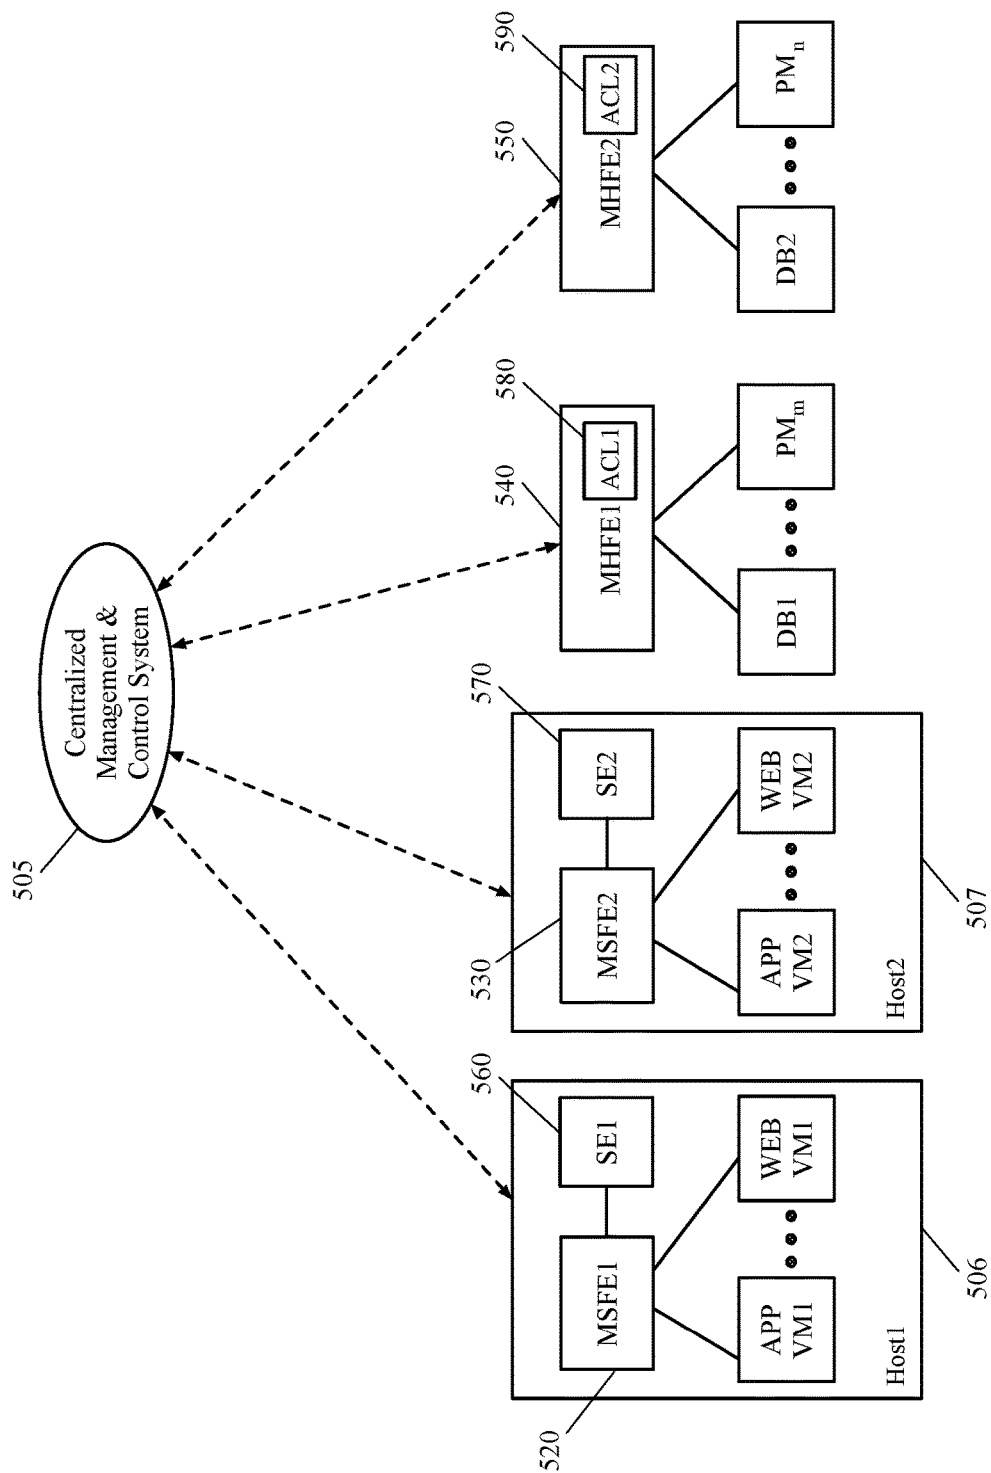 505
Centralized
Management &
Control System
520
560
530
570
540
580
550
590
MSFE1
SE1
MSFE2
SE2
MHFE1
ACL1
MHFE2
ACL2
APP
VM1
WEB
VM1
APP
VM2
WEB
VM2
DB1
PMm
DB2
PMn
Host1
Host2
506
507